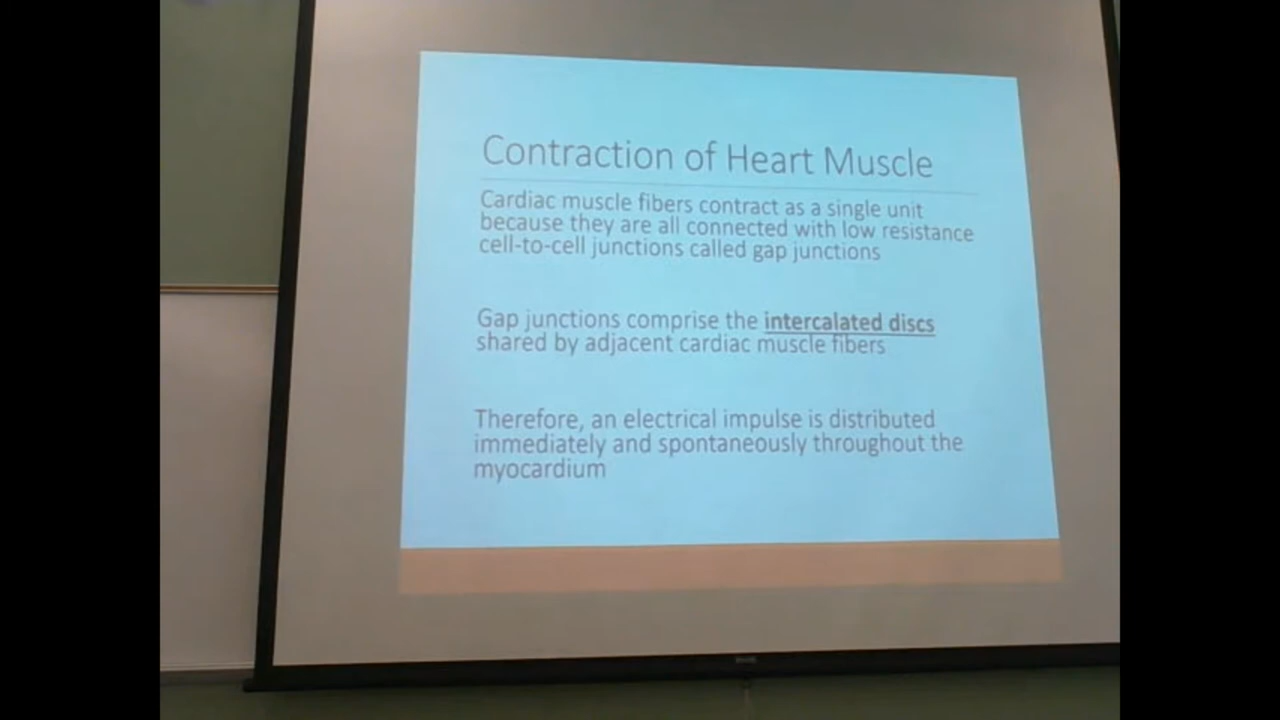 Contraction of Heart Muscle
Cardiac muscle fibers contract as a single unit
because they are all connected with low resistance
cell-to-cell junctions called gap junctions
Gap junctions comprise the intercalated discs
shared by adjacent cardiac muscle fibers
Therefore, an electrical impulse is distributed
immediately and spontaneously throughout the
myocardium